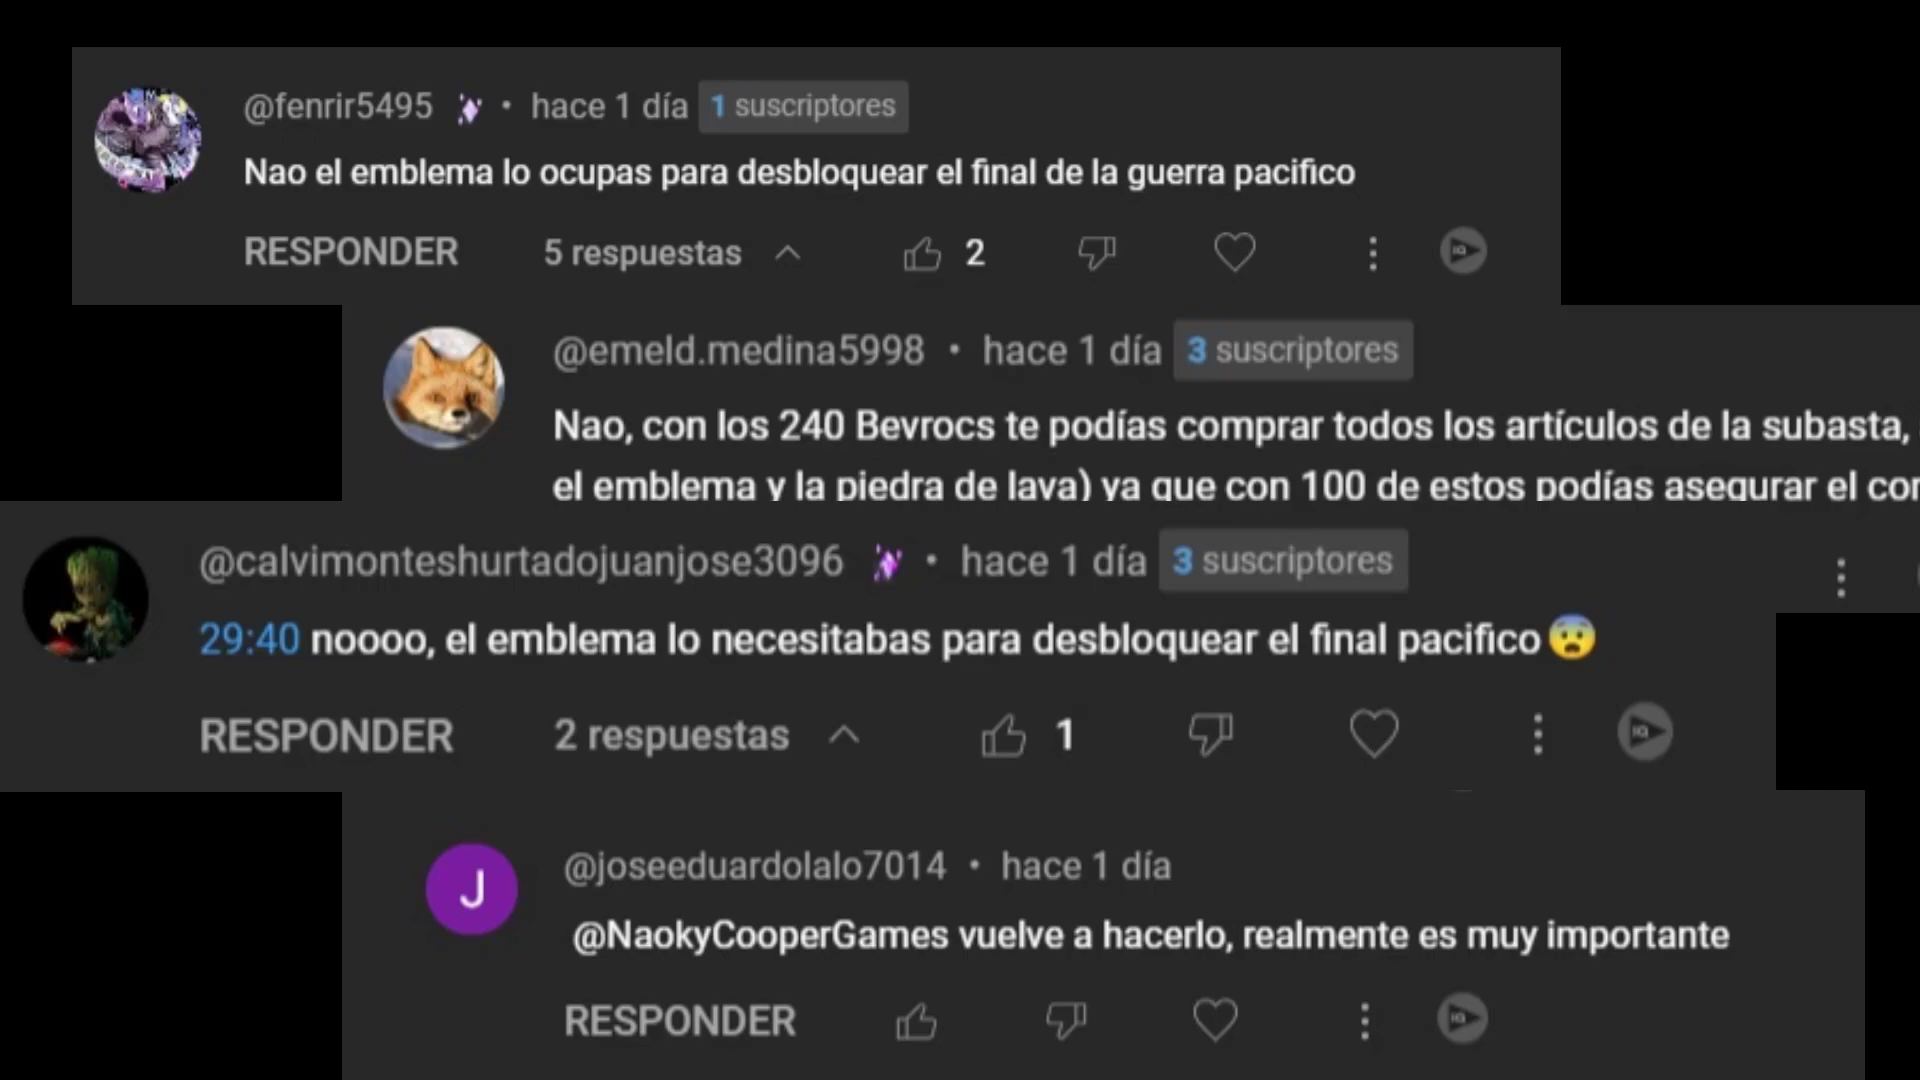 @fenrir5495 • hace 1 día 1 suscriptores
Nao el emblema lo ocupas para desbloquear el final de la guerra pacifico
RESPONDER 5 respuestas 2
@emeld.medina5998 • hace 1 día 3 suscriptores
Nao, con los 240 Bevrocs te podías comprar todos los artículos de la subasta,
el emblema y la piedra de lava) ya que con 100 de estos podías asegurar el
@calvimonteshurtadojuanjose3096 • hace 1 día 3 suscriptores
29:40 noooo, el emblema lo necesitabas para desbloquear el final pacifico😨
RESPONDER 2 respuestas 1
J
@joseeduardolalo7014 • hace 1 día
@NaokyCooperGames vuelve a hacerlo, realmente es muy importante
RESPONDER